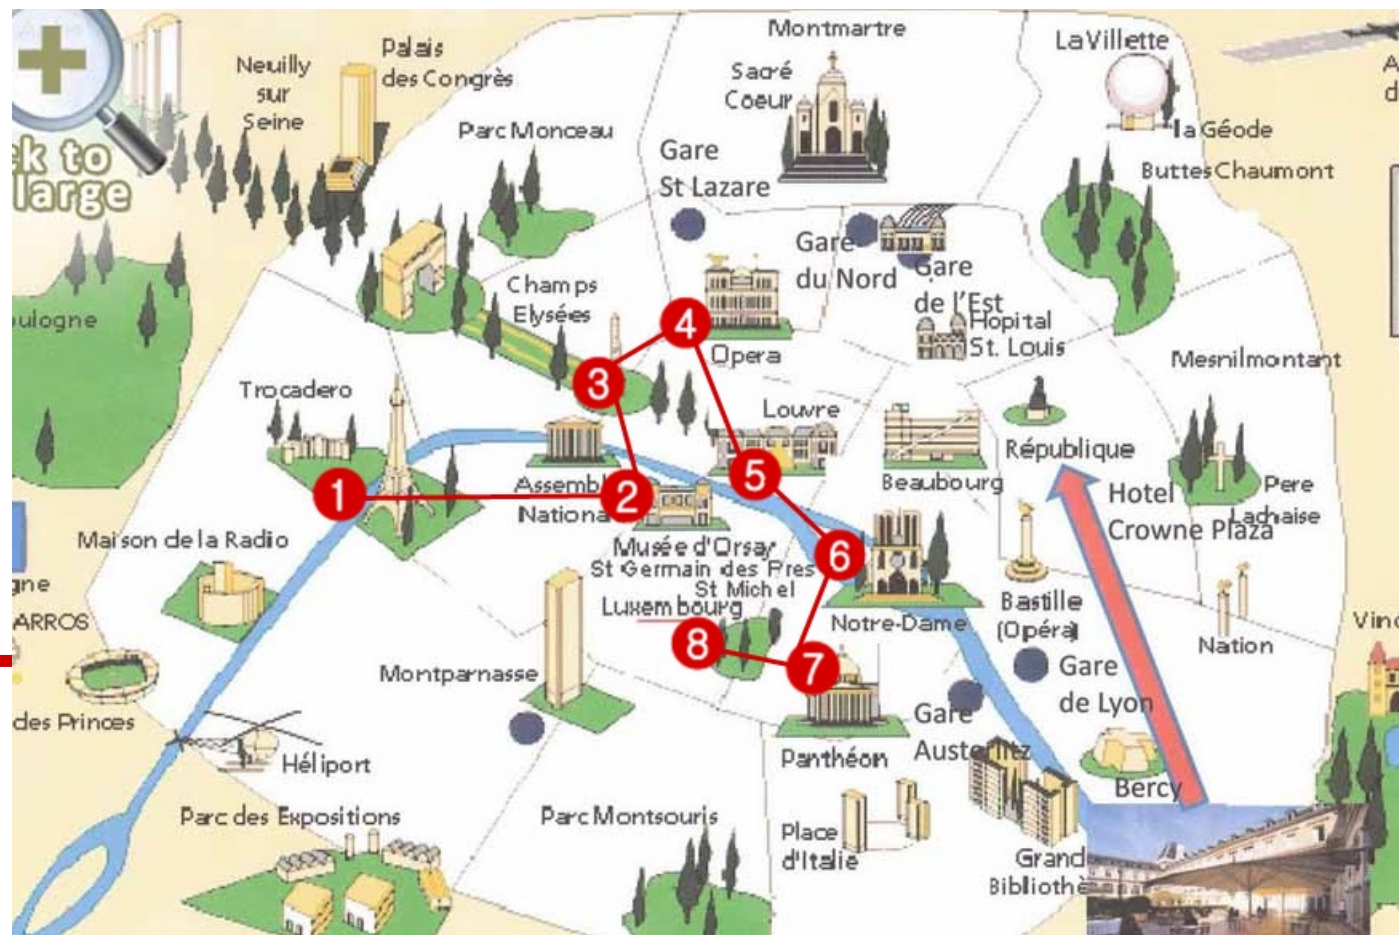 Montmartre
La Villette
Palais
des Congrès
Neuilly
sur
Seine
Sacré
Coeur
Parc Monceau
la Géode
k to
large
Gare
St Lazare
Buttes Chaumont
Gare
du Nord
Gare
de l'Est
Champs
Elysées
Hopital
St. Louis
oulogne
4
Opera
Mesnilmontant
3
Trocadero
Louvre
République
Beaubourg
Hotel
Crowne Plaza
Pere
Lachaise
1
2
5
Assembl
National
Musée d'Orsay
St Germain des Pres
St Michel
Luxembourg
6
Maison de la Radio
gne
ARROS
Notre-Dame
Bastille
(Opéra)
Vinc
Nation
8
7
Montparnasse
Gare
de Lyon
des Princes
Gare
Austerlitz
Héliport
Panthéon
Bercy
Parc des Expositions
Parc Montsouris
Place
d'Italie
Grand
Bibliothè